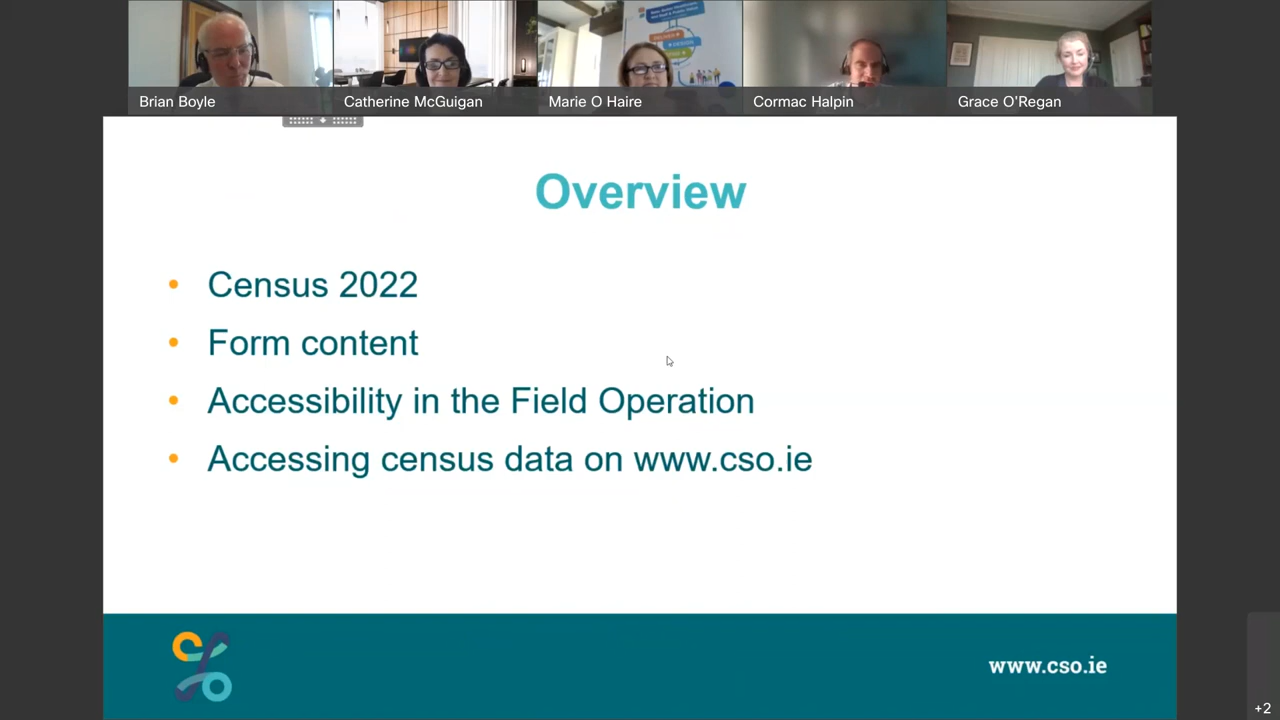 Brian Boyle
Catherine McGuigan
Marie O Haire
Cormac Halpin
Grace O'Regan
Overview
• Census 2022
• Form content
• Accessibility in the Field Operation
• Accessing census data on www.cso.ie
www.cso.ie
+2